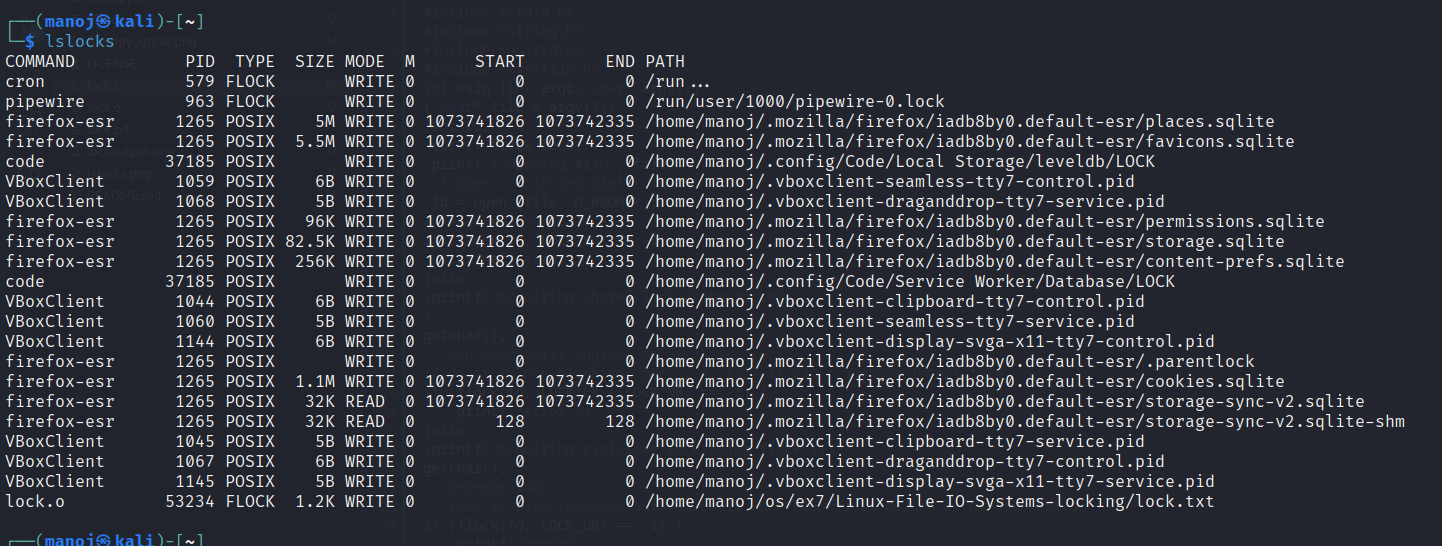 ┌──(manoj㉿kali)-[~]
└─$ lslocks
COMMAND PID TYPE SIZE MODE M START END PATH
cron 579 FLOCK WRITE 0 0 0 /run...
pipewire 963 FLOCK WRITE 0 0 0 /run/user/1000/pipewire-0.lock
firefox-esr 1265 POSIX 5M WRITE 0 1073741826 1073742335 /home/manoj/.mozilla/firefox/iadb8by0.default-esr/places.sqlite
firefox-esr 1265 POSIX 5.5M WRITE 0 1073741826 1073742335 /home/manoj/.mozilla/firefox/iadb8by0.default-esr/favicons.sqlite
code 37185 POSIX WRITE 0 0 0 /home/manoj/.config/Code/Local Storage/leveldb/LOCK
VBoxClient 1059 POSIX 6B WRITE 0 0 0 /home/manoj/.vboxclient-seamless-tty7-control.pid
VBoxClient 1068 POSIX 5B WRITE 0 0 0 /home/manoj/.vboxclient-draganddrop-tty7-service.pid
firefox-esr 1265 POSIX 96K WRITE 0 1073741826 1073742335 /home/manoj/.mozilla/firefox/iadb8by0.default-esr/permissions.sqlite
firefox-esr 1265 POSIX 82.5K WRITE 0 1073741826 1073742335 /home/manoj/.mozilla/firefox/iadb8by0.default-esr/storage.sqlite
firefox-esr 1265 POSIX 256K WRITE 0 1073741826 1073742335 /home/manoj/.mozilla/firefox/iadb8by0.default-esr/content-prefs.sqlite
code 37185 POSIX WRITE 0 0 0 /home/manoj/.config/Code/Service Worker/Database/LOCK
VBoxClient 1044 POSIX 6B WRITE 0 0 0 /home/manoj/.vboxclient-clipboard-tty7-control.pid
VBoxClient 1060 POSIX 5B WRITE 0 0 0 /home/manoj/.vboxclient-seamless-tty7-service.pid
VBoxClient 1144 POSIX 6B WRITE 0 0 0 /home/manoj/.vboxclient-display-svga-x11-tty7-control.pid
firefox-esr 1265 POSIX WRITE 0 0 0 /home/manoj/.mozilla/firefox/iadb8by0.default-esr/.parentlock
firefox-esr 1265 POSIX 1.1M WRITE 0 1073741826 1073742335 /home/manoj/.mozilla/firefox/iadb8by0.default-esr/cookies.sqlite
firefox-esr 1265 POSIX 32K READ 0 1073741826 1073742335 /home/manoj/.mozilla/firefox/iadb8by0.default-esr/storage-sync-v2.sqlite
firefox-esr 1265 POSIX 32K READ 0 128 128 /home/manoj/.mozilla/firefox/iadb8by0.default-esr/storage-sync-v2.sqlite-shm
VBoxClient 1045 POSIX 5B WRITE 0 0 0 /home/manoj/.vboxclient-clipboard-tty7-service.pid
VBoxClient 1067 POSIX 6B WRITE 0 0 0 /home/manoj/.vboxclient-draganddrop-tty7-control.pid
VBoxClient 1145 POSIX 5B WRITE 0 0 0 /home/manoj/.vboxclient-display-svga-x11-tty7-service.pid
lock.o 53234 FLOCK 1.2K WRITE 0 0 0 /home/manoj/os/ex7/Linux-File-IO-Systems-locking/lock.txt
┌──(manoj㉿kali)-[~]